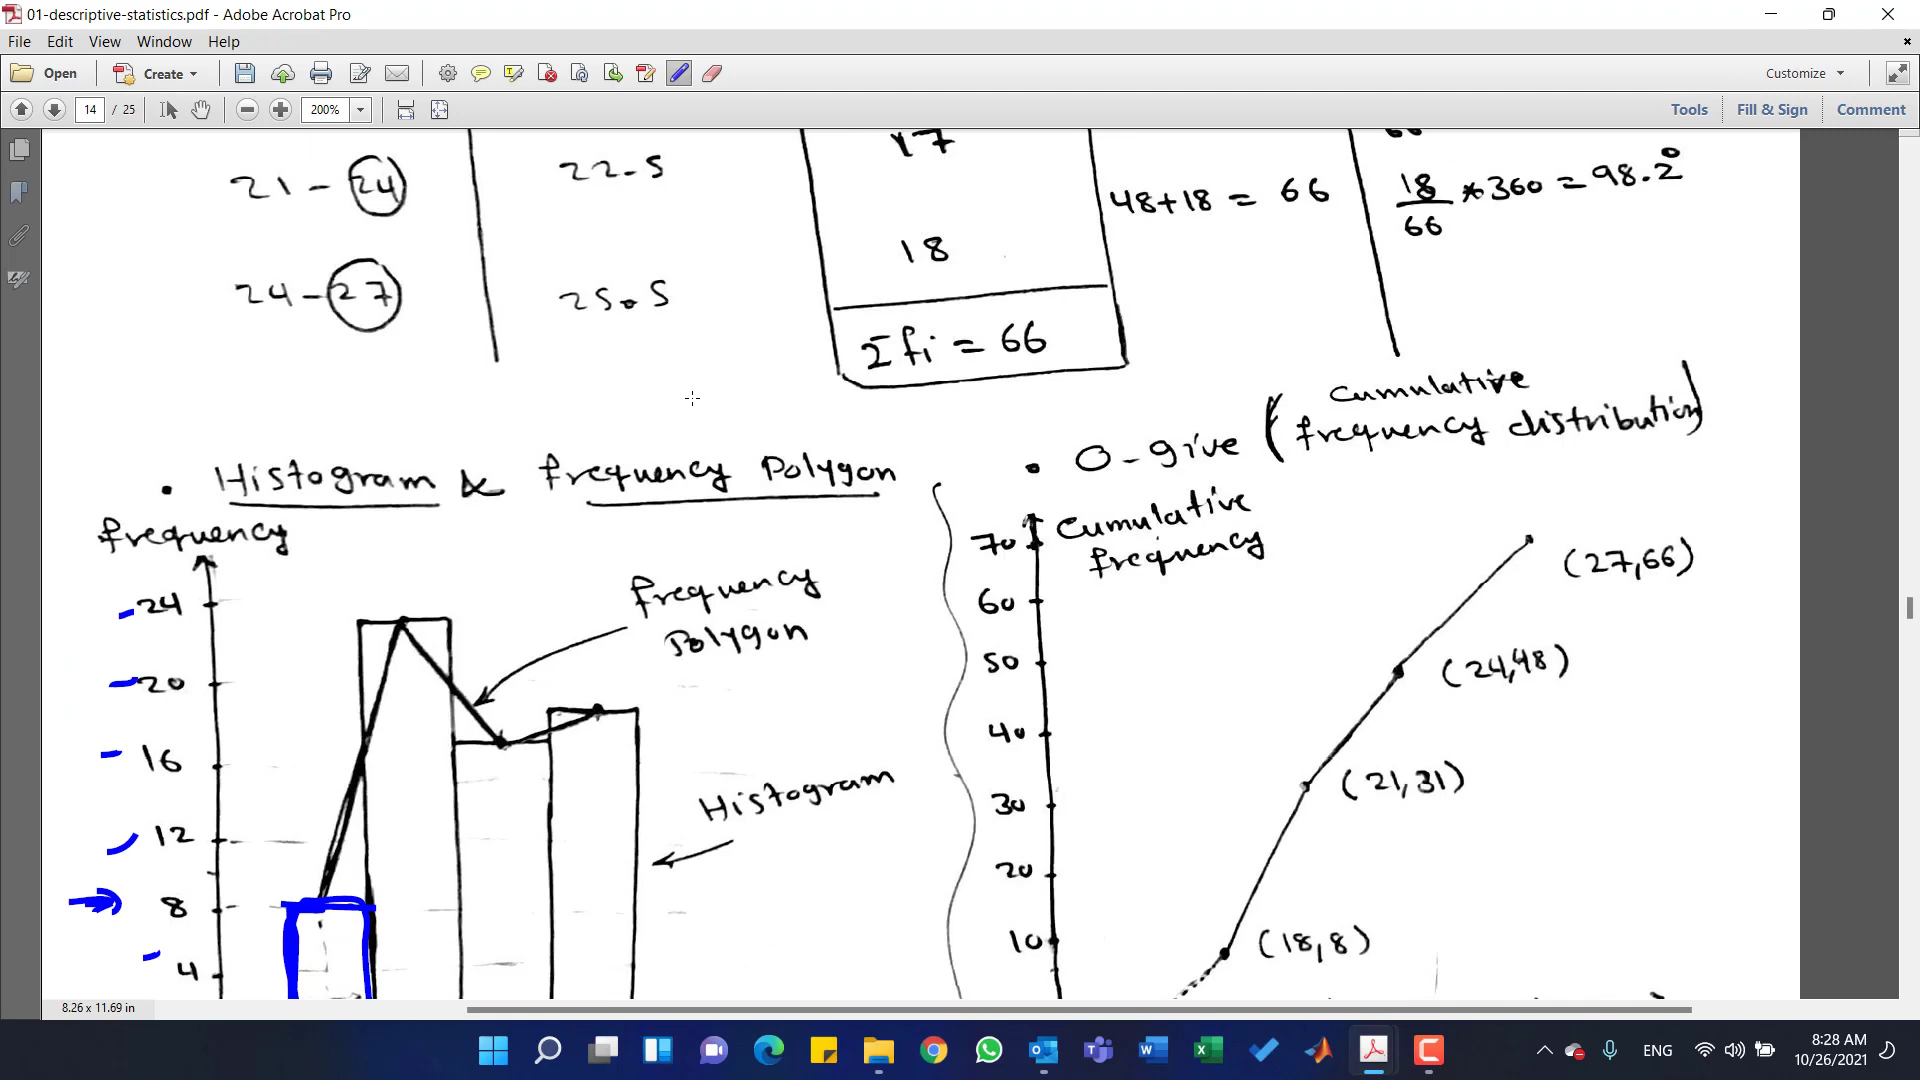 01-descriptive-statistics.pdf - Adobe Acrobat Pro
File Edit View Window Help
Open Create Customize
14 / 25 200% Tools Fill & Sign Comment
17
21 - 24 22.5 48+18 = 66 18/66 * 360 = 98.2°
18
24 - 27 25.5
Σfi = 66
• Histogram & frequency Polygon
• O-give (Cumulative frequency distribution)
frequency
Cumulative
frequency
24
20
16
12
8
4
frequency
Polygon
Histogram
70
60
50
40
30
20
10
(27,66)
(24,48)
(21,31)
(18,8)
8.26 x 11.69 in
ENG
8:28 AM
10/26/2021